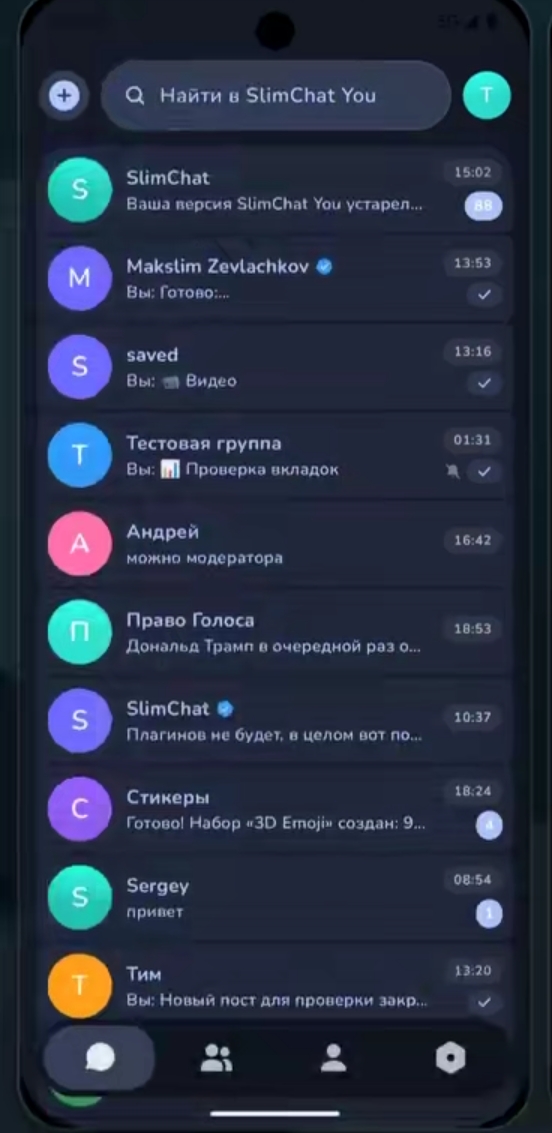 5G
Найти в SlimChat You
T
S
SlimChat
15:02
Ваша версия SlimChat You устарел...
88
M
Makslim Zevlachkov
13:53
Вы: Готово:...
S
saved
13:16
Вы: 📹 Видео
T
Тестовая группа
01:31
Вы: 📊 Проверка вкладок
А
Андрей
16:42
можно модератора
П
Право Голоса
18:53
Дональд Трамп в очередной раз о...
S
SlimChat
10:37
Плагинов не будет, в целом вот по...
С
Стикеры
18:24
Готово! Набор «3D Emoji» создан: 9...
4
S
Sergey
08:54
привет
1
Т
Тим
13:20
Вы: Новый пост для проверки закр...